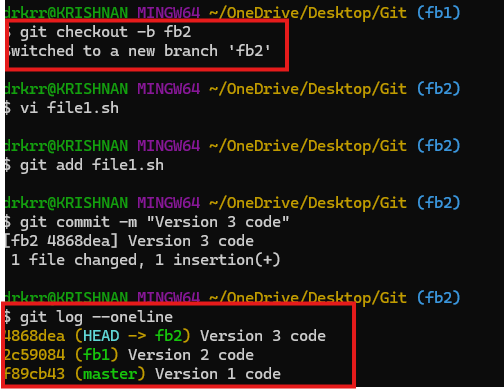 drkrr@KRISHNAN MINGW64 ~/OneDrive/Desktop/Git (fb1)
$ git checkout -b fb2
Switched to a new branch 'fb2'
drkrr@KRISHNAN MINGW64 ~/OneDrive/Desktop/Git (fb2)
$ vi file1.sh
drkrr@KRISHNAN MINGW64 ~/OneDrive/Desktop/Git (fb2)
$ git add file1.sh
drkrr@KRISHNAN MINGW64 ~/OneDrive/Desktop/Git (fb2)
$ git commit -m "Version 3 code"
[fb2 4868dea] Version 3 code
1 file changed, 1 insertion(+)
drkrr@KRISHNAN MINGW64 ~/OneDrive/Desktop/Git (fb2)
$ git log --oneline
4868dea (HEAD -> fb2) Version 3 code
2c59084 (fb1) Version 2 code
f89cb43 (master) Version 1 code